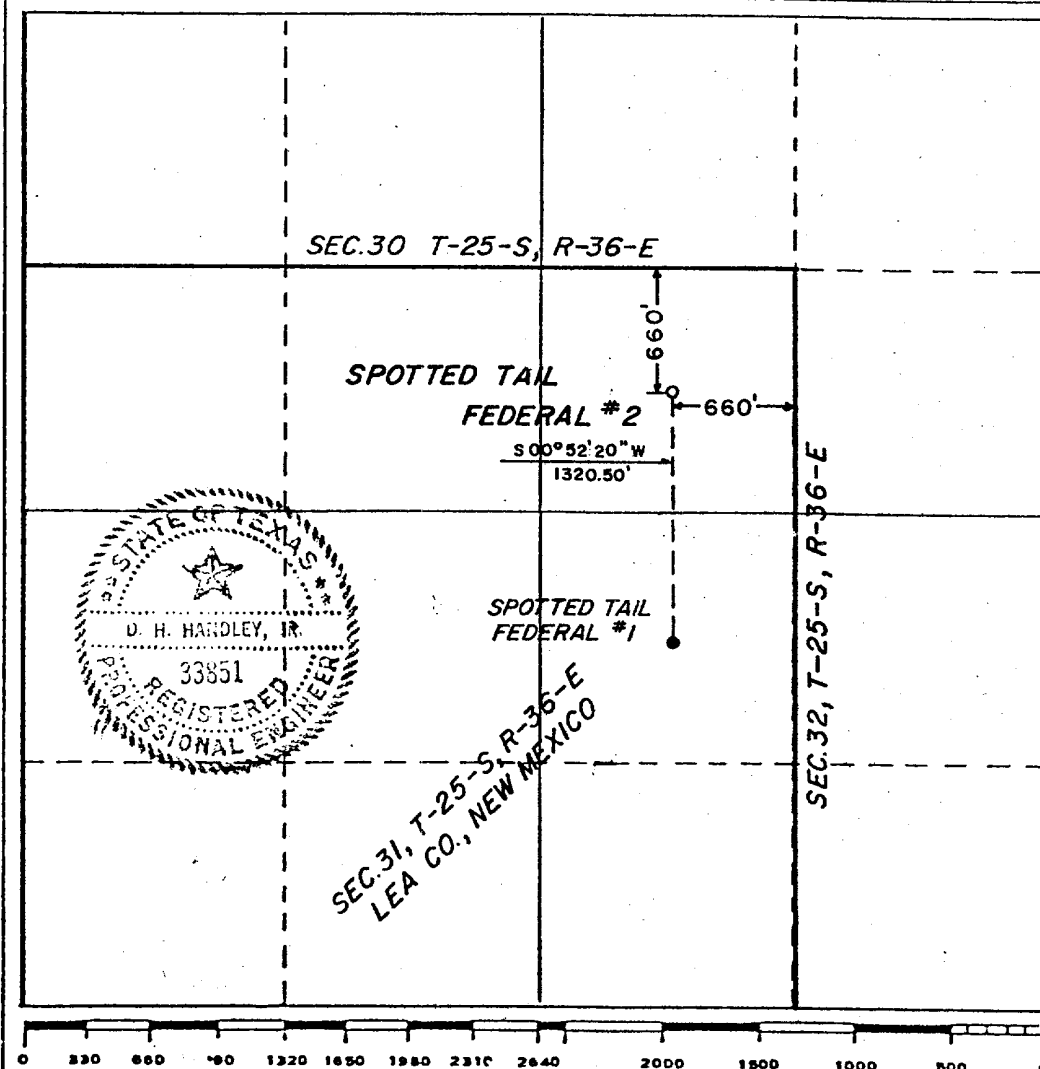 SEC.30 T-25-S, R-36-E
660'
SPOTTED TAIL
FEDERAL #2
660'
S 00°52'20" W
1320.50'
SEC.32, T-25-S, R-36-E
STATE OF TEXAS
D. H. HANDLEY, JR.
33851
REGISTERED
PROFESSIONAL ENGINEER
SPOTTED TAIL
FEDERAL #1
SEC.31, T-25-S, R-36-E
LEA CO., NEW MEXICO
0 330 660 1320 1650 1980 2310 2640 2000 1500 1000 500